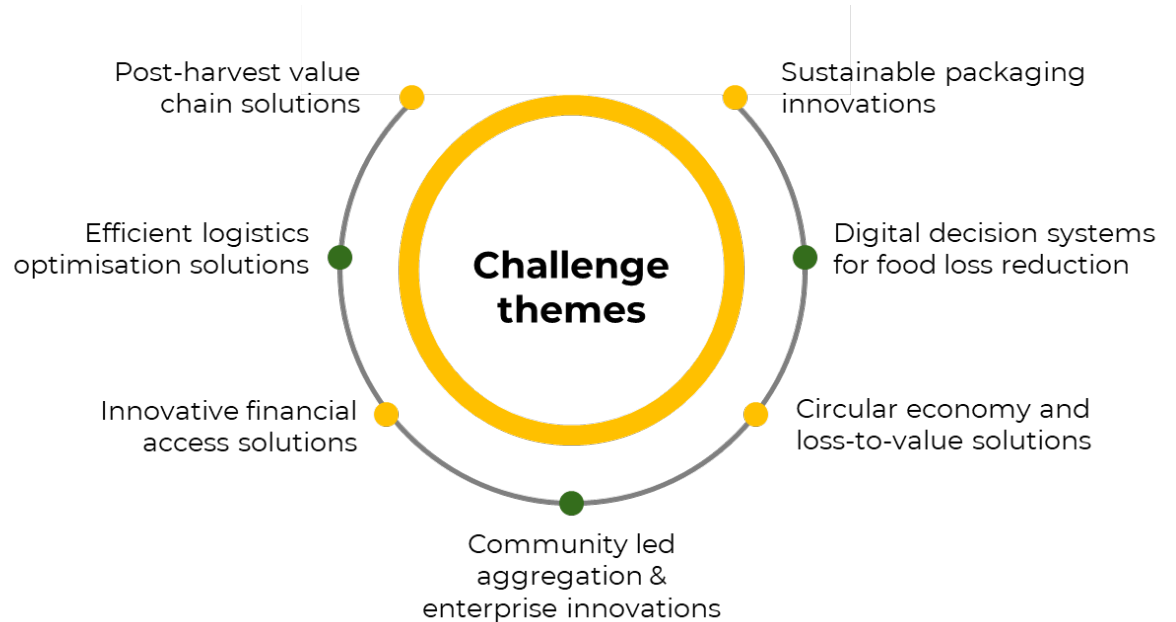 Post-harvest value
chain solutions
Sustainable packaging
innovations
Efficient logistics
optimisation solutions
Challenge
themes
Digital decision systems
for food loss reduction
Innovative financial
access solutions
Circular economy and
loss-to-value solutions
Community led
aggregation &
enterprise innovations